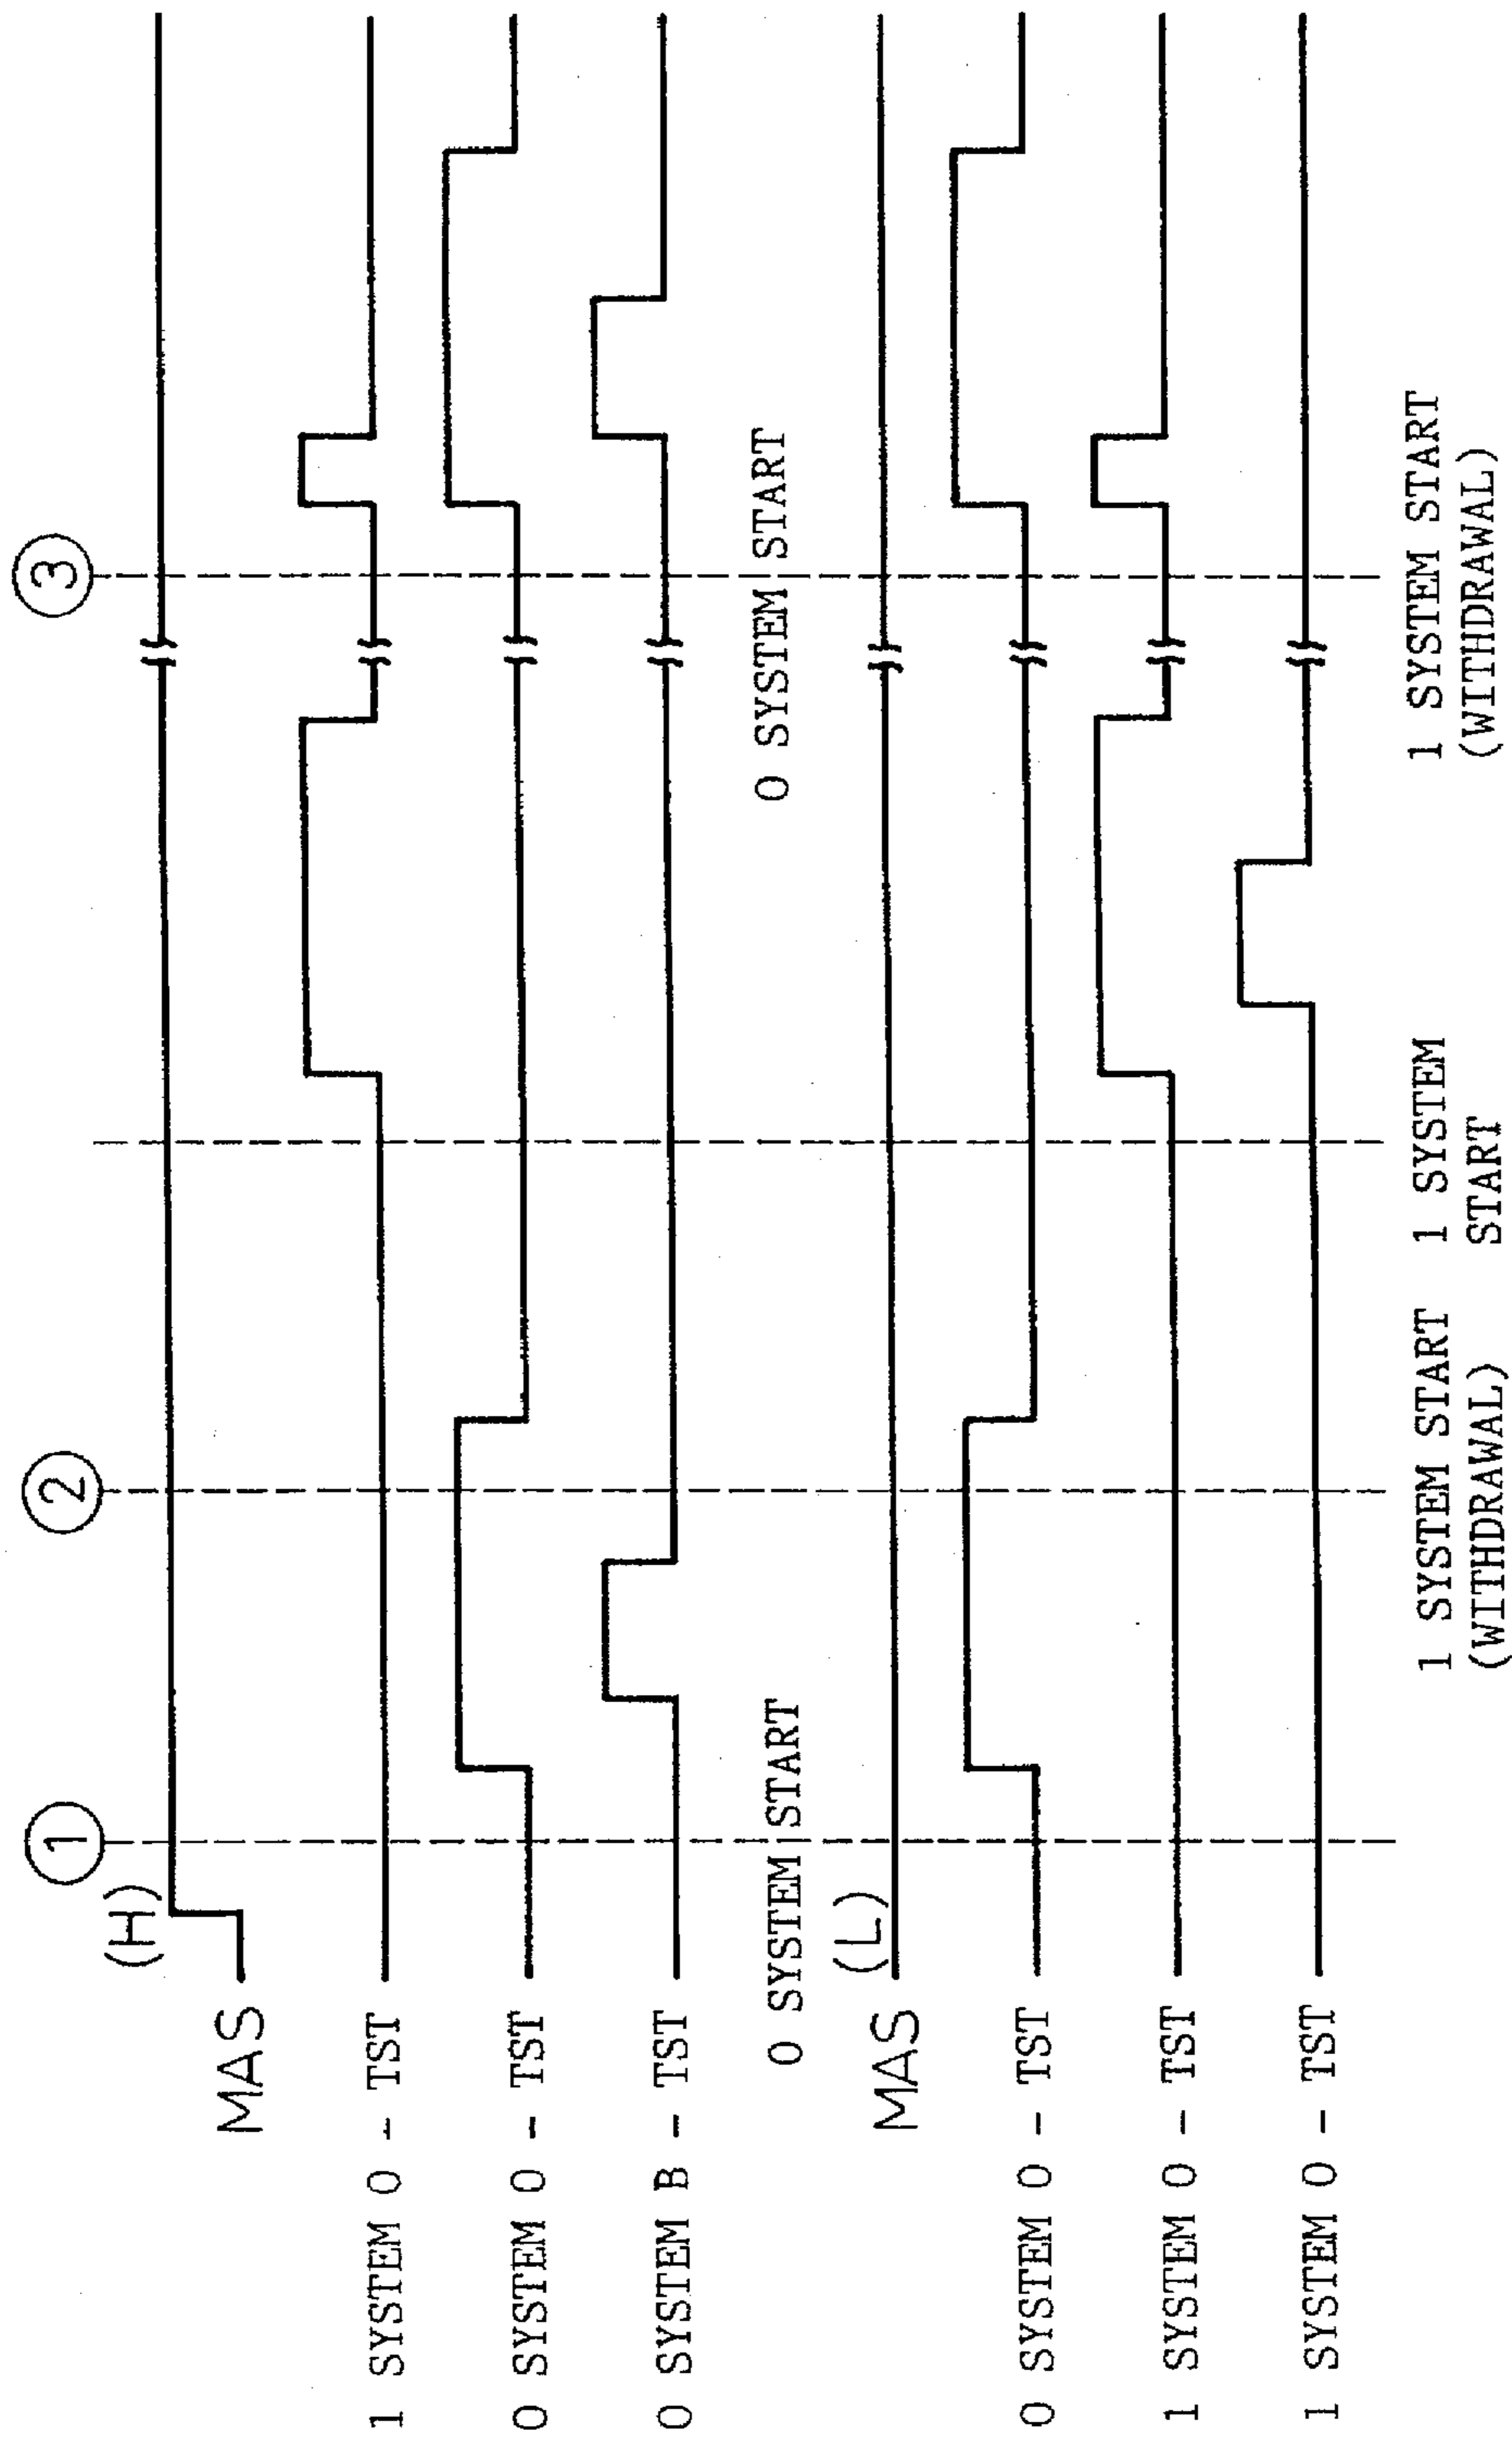 1
2
3
(H)
MAS
1 SYSTEM O - TST
0 SYSTEM O - TST
0 SYSTEM B - TST
0 SYSTEM START
0 SYSTEM START
(L)
MAS
0 SYSTEM O - TST
1 SYSTEM O - TST
1 SYSTEM O - TST
1 SYSTEM START
(WITHDRAWAL)
1 SYSTEM
START
1 SYSTEM START
(WITHDRAWAL)